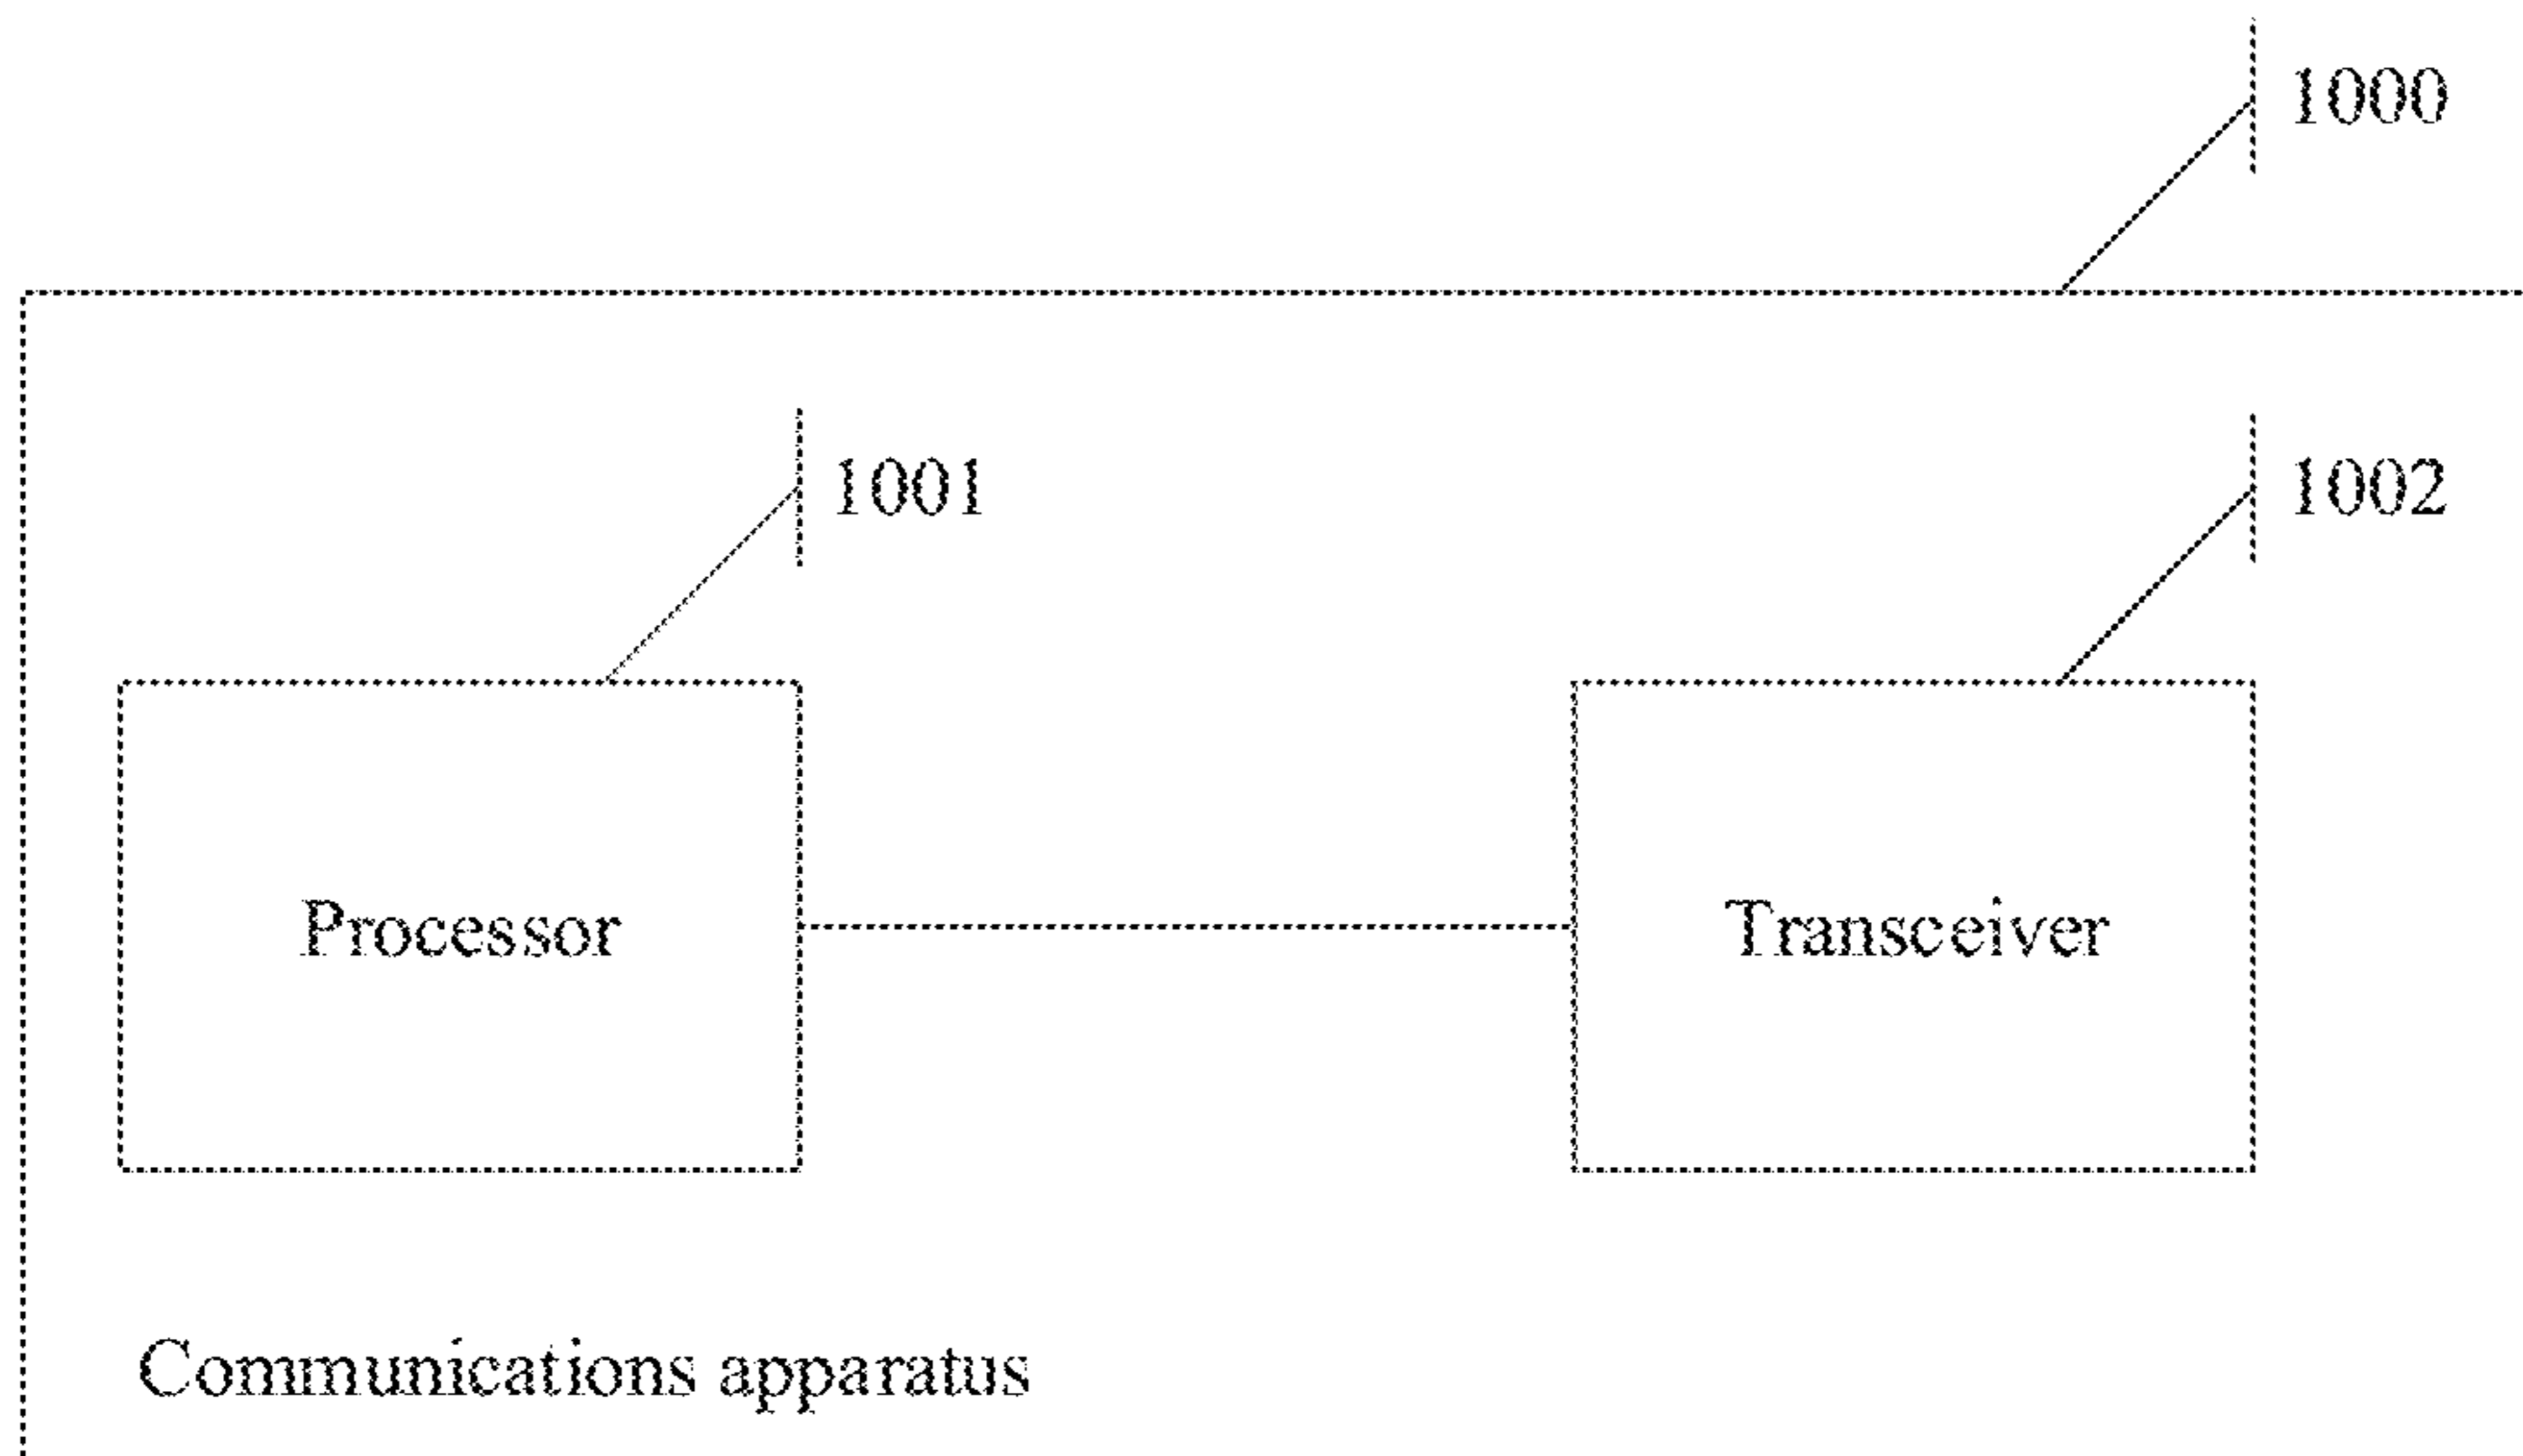 1000
1001
1002
Processor
Transceiver
Communications apparatus